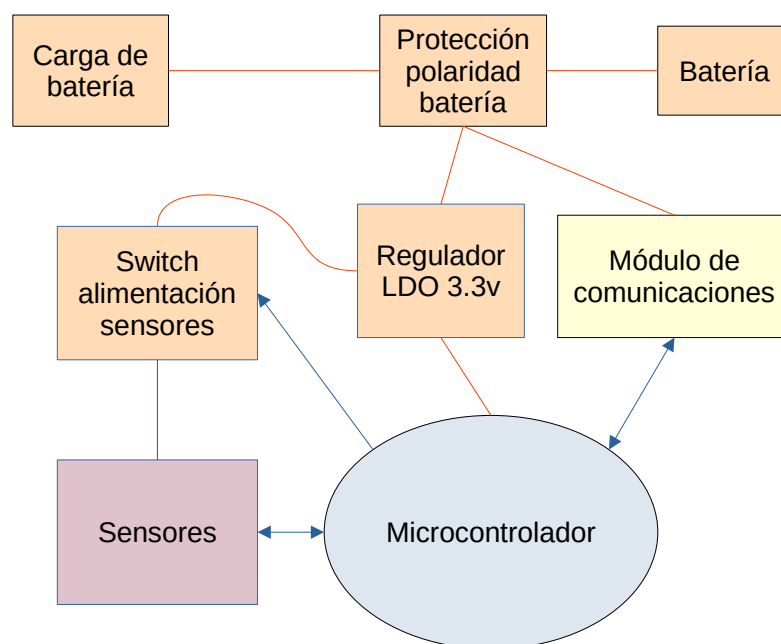 Carga de
batería
Protección
polaridad
batería
Batería
Switch
alimentación
sensores
Regulador
LDO 3.3v
Módulo de
comunicaciones
Sensores
Microcontrolador